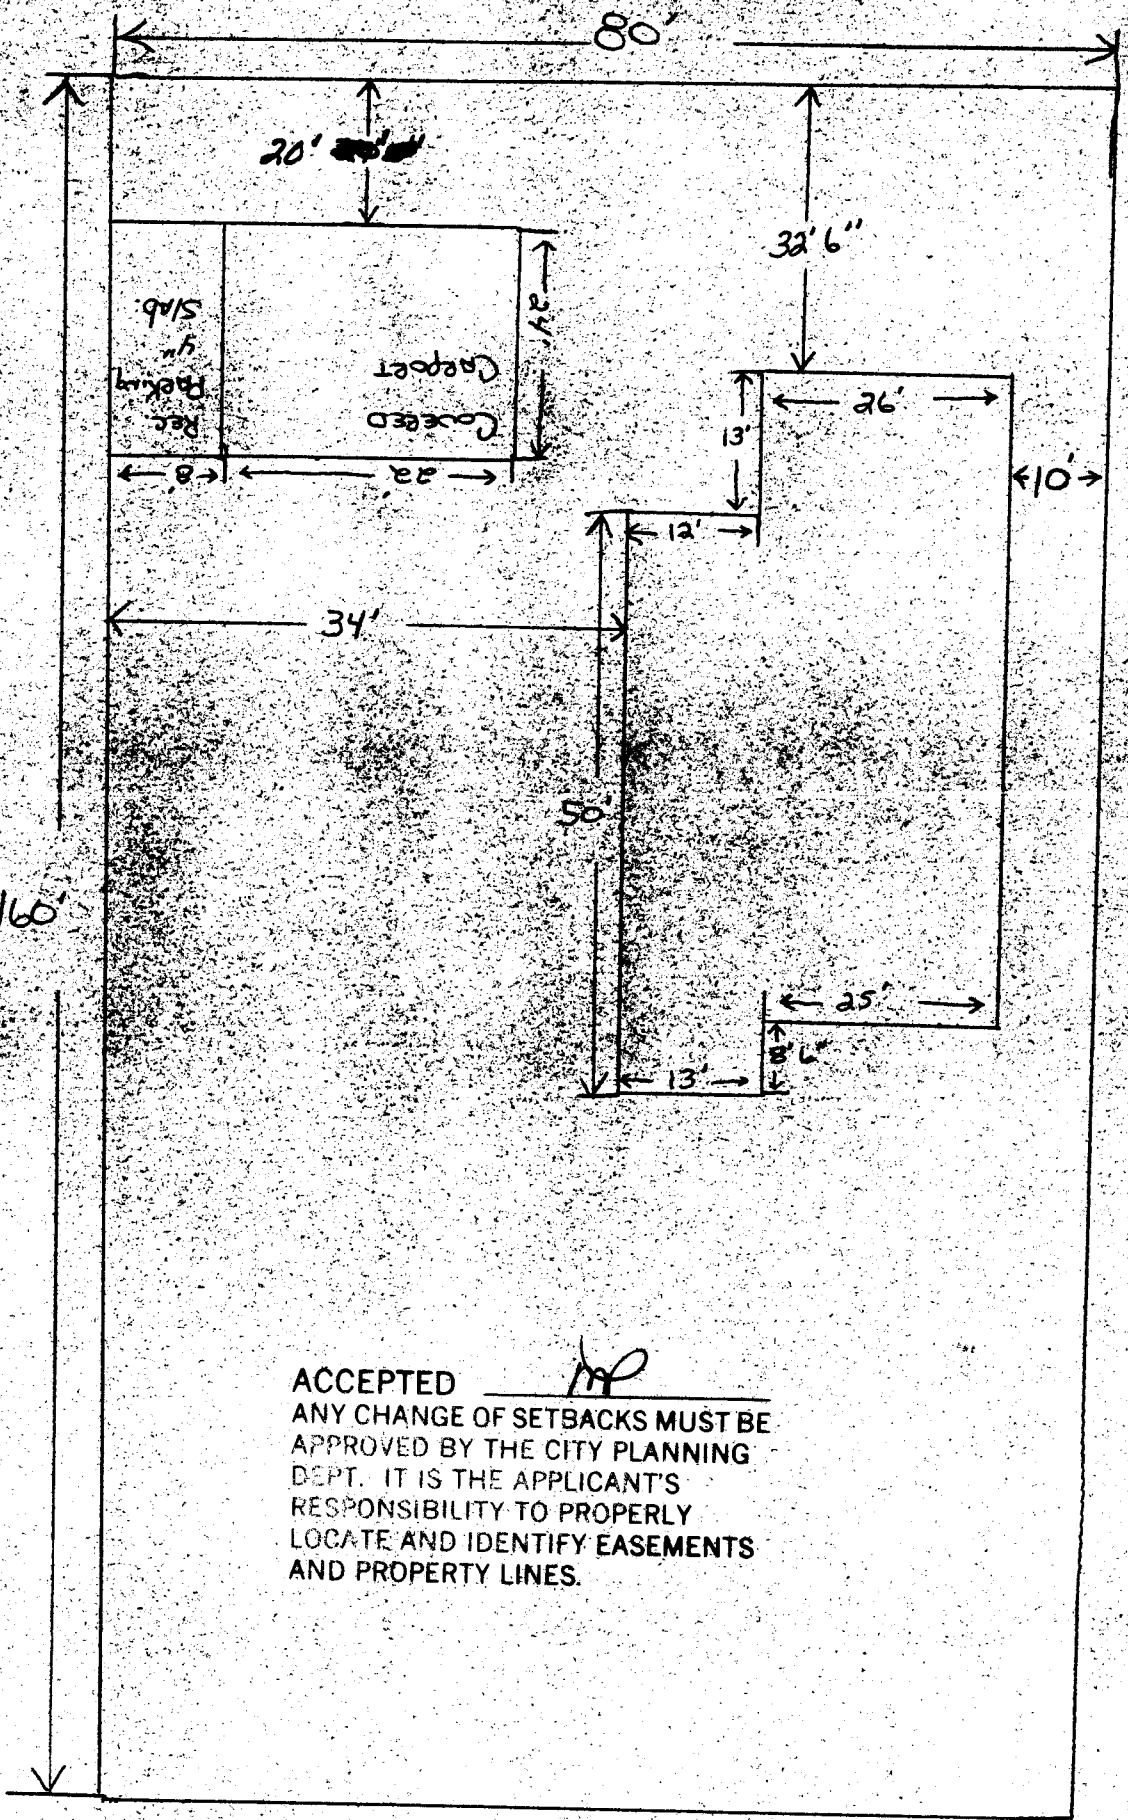 80'
20'
32' 6"
Slab
4"
Parking
Rec
Carport
Covered
24'
26'
13'
10'
8'
22'
12'
34'
50'
160'
25'
8' 6"
13'
ACCEPTED
ANY CHANGE OF SETBACKS MUST BE
APPROVED BY THE CITY PLANNING
DEPT. IT IS THE APPLICANT'S
RESPONSIBILITY TO PROPERLY
LOCATE AND IDENTIFY EASEMENTS
AND PROPERTY LINES.